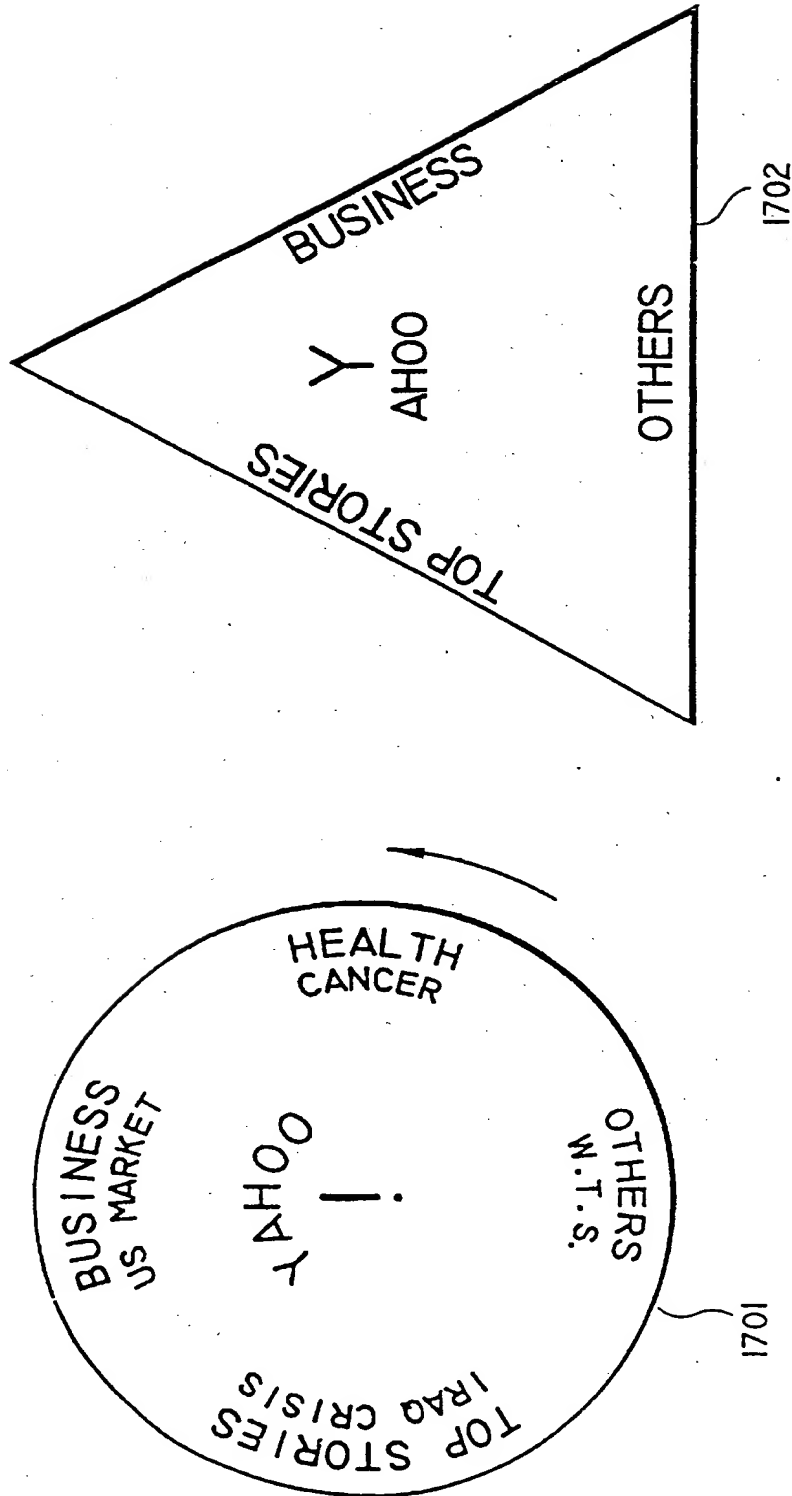 BUSINESS
US MARKET
HEALTH
CANCER
OTHERS
W.T.S.
TOP STORIES
IRAQ CRISIS
YAHOO
!
1701
TOP STORIES
BUSINESS
Y
AHOO
OTHERS
1702